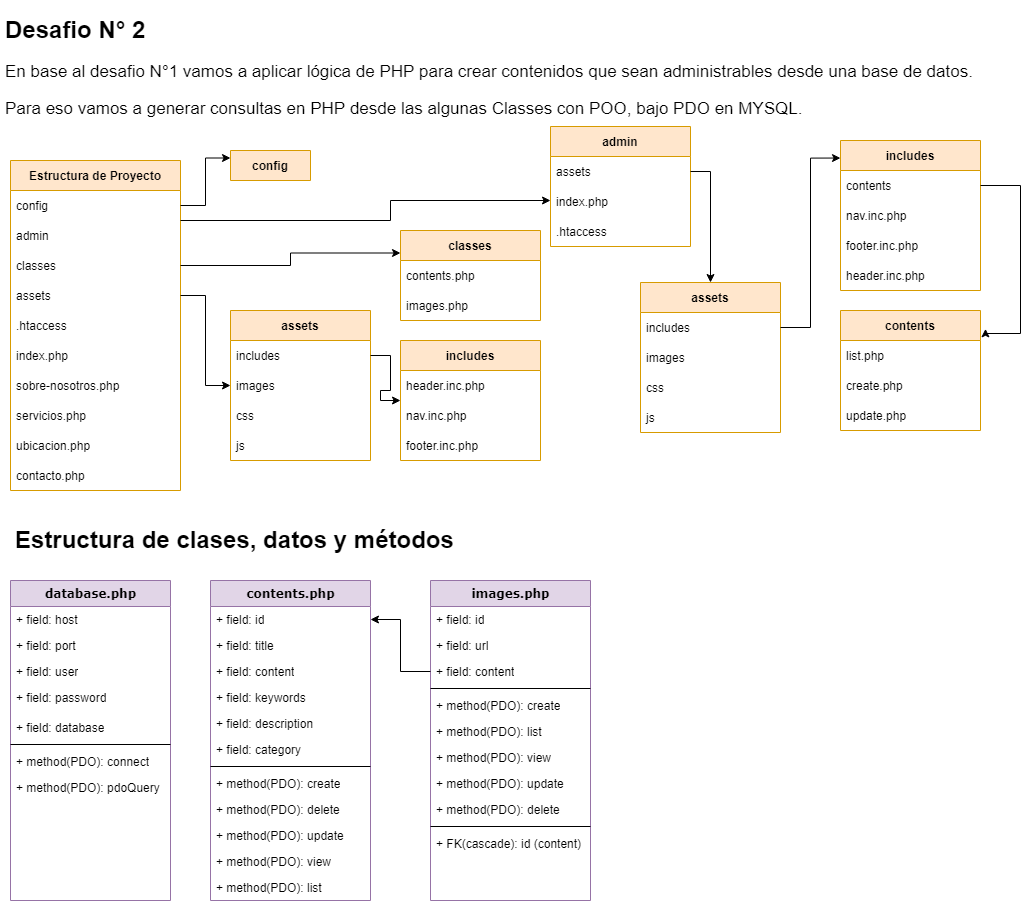 Desafio N° 2
En base al desafio N°1 vamos a aplicar lógica de PHP para crear contenidos que sean administrables desde una base de datos.
Para eso vamos a generar consultas en PHP desde las algunas Classes con POO, bajo PDO en MYSQL.
Estructura de Proyecto
config
admin
classes
assets
.htaccess
index.php
sobre-nosotros.php
servicios.php
ubicacion.php
contacto.php
config
classes
contents.php
images.php
assets
includes
images
css
js
includes
header.inc.php
nav.inc.php
footer.inc.php
admin
assets
index.php
.htaccess
assets
includes
images
css
js
includes
contents
nav.inc.php
footer.inc.php
header.inc.php
contents
list.php
create.php
update.php
Estructura de clases, datos y métodos
database.php
+ field: host
+ field: port
+ field: user
+ field: password
+ field: database
+ method(PDO): connect
+ method(PDO): pdoQuery
contents.php
+ field: id
+ field: title
+ field: content
+ field: keywords
+ field: description
+ field: category
+ method(PDO): create
+ method(PDO): delete
+ method(PDO): update
+ method(PDO): view
+ method(PDO): list
images.php
+ field: id
+ field: url
+ field: content
+ method(PDO): create
+ method(PDO): list
+ method(PDO): view
+ method(PDO): update
+ method(PDO): delete
+ FK(cascade): id (content)